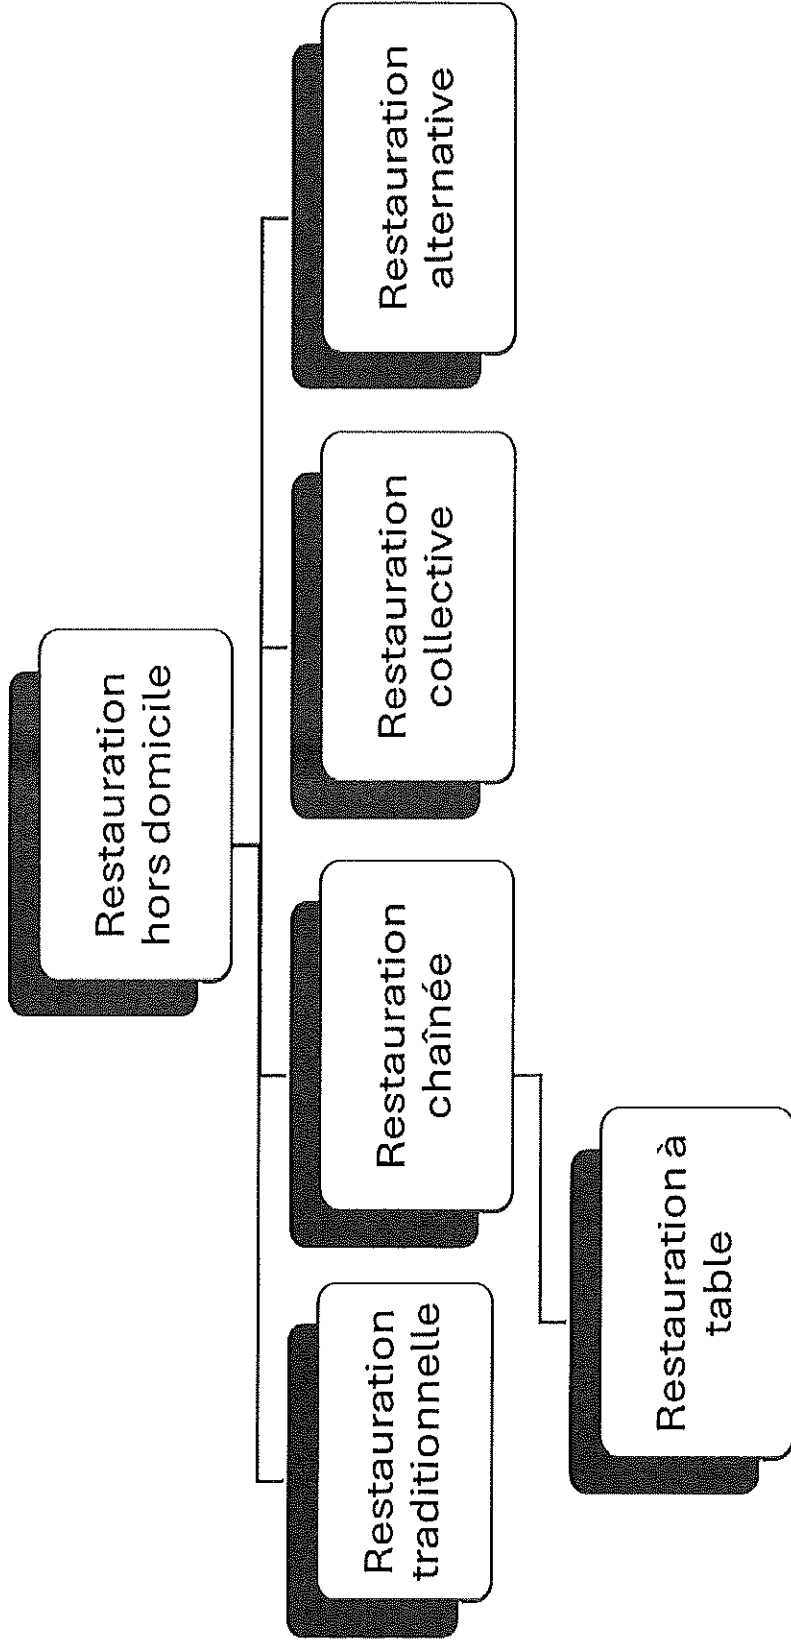 Restauration
hors domicile
Restauration
traditionnelle
Restauration
chaînée
Restauration
collective
Restauration
alternative
Restauration à
table